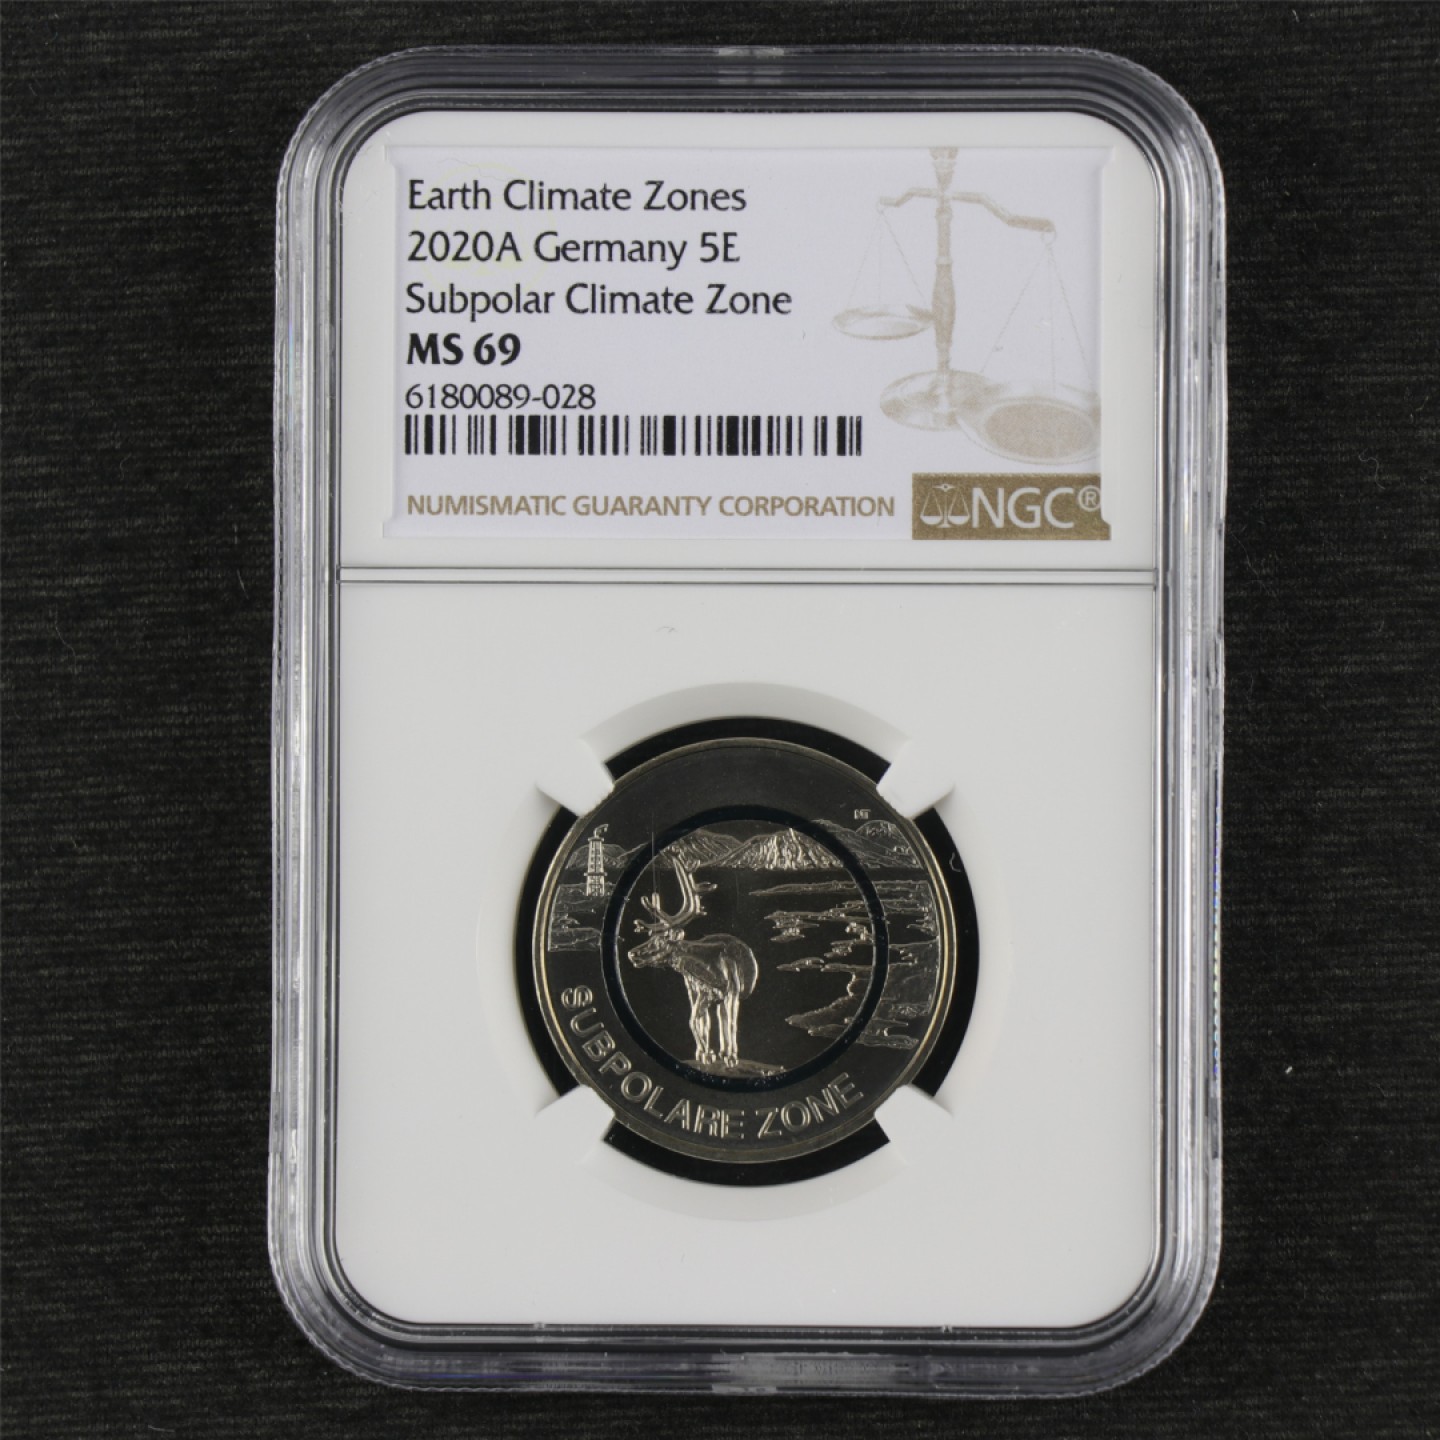 Earth Climate Zones
2020A Germany 5E
Subpolar Climate Zone
MS 69
6180089-028
NUMISMATIC GUARANTY CORPORATION
NGC®
SUBPOLARE ZONE